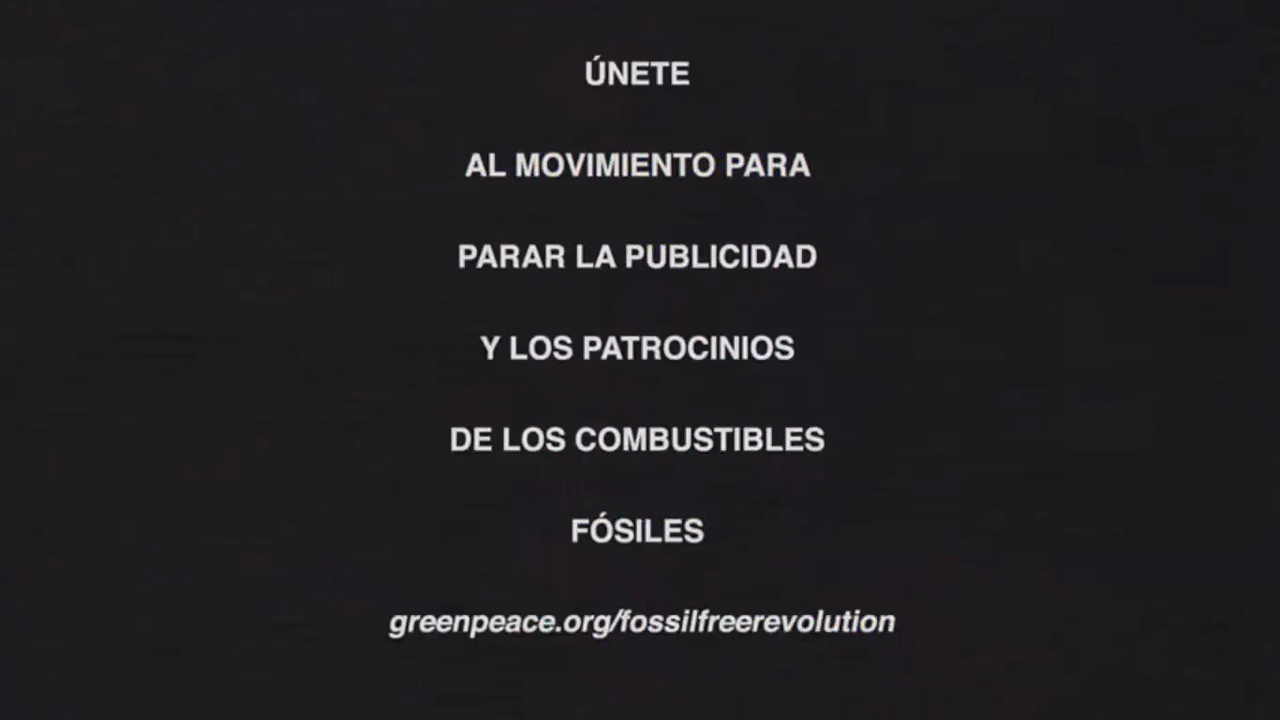 ÚNETE
AL MOVIMIENTO PARA
PARAR LA PUBLICIDAD
Y LOS PATROCINIOS
DE LOS COMBUSTIBLES
FÓSILES
greenpeace.org/fossilfreerevolution